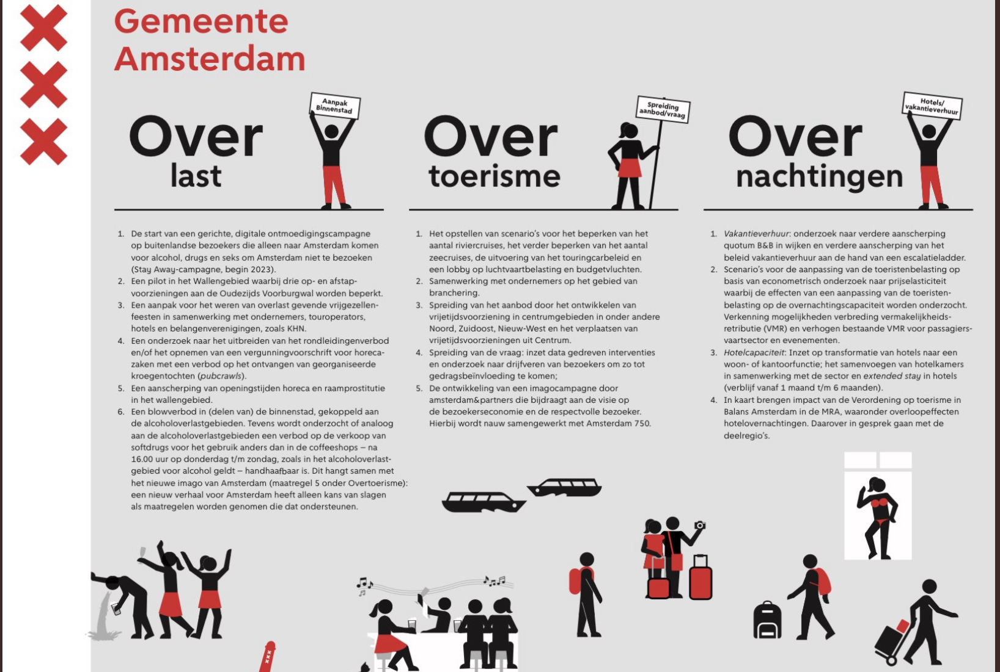 Gemeente
Amsterdam
Aanpak
Binnenstad
Over
last
1. De start van een gerichte, digitale ontmoedigingscampagne
op buitenlandse bezoekers die alleen naar Amsterdam komen
voor alcohol, drugs en seks om Amsterdam niet te bezoeken
(Stay Away-campagne, begin 2023).
2. Een pilot in het Wallengebied waarbij drie op- en afstap-
voorzieningen aan de Oudezijds Voorburgwal worden beperkt.
3. Een aanpak voor het weren van overlast gevende vrijgezellen-
feesten in samenwerking met ondernemers, touroperators,
hotels en belangenverenigingen, zoals KHN.
4. Een onderzoek naar het uitbreiden van het rondleidingenverbod
en/of het opnemen van een vergunningvoorschrift voor horeca-
zaken met een verbod op het ontvangen van georganiseerde
kroegentochten (pubcrawls).
5. Een aanscherping van openingstijden horeca en raamprostitutie
in het wallengebied.
6. Een blowverbod in (delen van) de binnenstad, gekoppeld aan
de alcoholoverlastgebieden. Tevens wordt onderzocht of analoog
aan de alcoholoverlastgebieden een verbod op de verkoop van
softdrugs voor het gebruik anders dan in de coffeeshops – na
16.00 uur op donderdag t/m zondag, zoals in het alcoholoverlast-
gebied voor alcohol geldt – handhaafbaar is. Dit hangt samen met
het nieuwe imago van Amsterdam (maatregel 5 onder Overtoerisme):
een nieuw verhaal voor Amsterdam heeft alleen kans van slagen
als maatregelen worden genomen die dat ondersteunen.
Spreiding
aanbod/vraag
Over
toerisme
1. Het opstellen van scenario's voor het beperken van het
aantal riviercruises, het verder beperken van het aantal
zeecruises, de uitvoering van het touringcarbeleid en
een lobby op luchtvaartbelasting en budgetvluchten.
2. Samenwerking met ondernemers op het gebied van
branchering.
3. Spreiding van het aanbod door het ontwikkelen van
vrijetijdsvoorziening in centrumgebieden in onder andere
Noord, Zuidoost, Nieuw-West en het verplaatsen van
vrijetijdsvoorzieningen uit Centrum.
4. Spreiding van de vraag: inzet data gedreven interventies
en onderzoek naar drijfveren van bezoekers om zo tot
gedragsbeïnvloeding te komen;
5. De ontwikkeling van een imagocampagne door
amsterdam&partners die bijdraagt aan de visie op
de bezoekerseconomie en de respectvolle bezoeker.
Hierbij wordt nauw samengewerkt met Amsterdam 750.
Hotels/
vakantieverhuur
Over
nachtingen
1. Vakantieverhuur: onderzoek naar verdere aanscherping
quotum B&B in wijken en verdere aanscherping van het
beleid vakantieverhuur aan de hand van een escalatieladder.
2. Scenario's voor de aanpassing van de toeristenbelasting op
basis van econometrisch onderzoek naar prijselasticiteit
waarbij de effecten van een aanpassing van de toeristen-
belasting op de overnachtingscapaciteit worden onderzocht.
Verkenning mogelijkheden verbreding vermakelijkheids-
retributie (VMR) en verhogen bestaande VMR voor passagiers-
vaartsector en evenementen.
3. Hotelcapaciteit: Inzet op transformatie van hotels naar een
woon- of kantoorfunctie; het samenvoegen van hotelkamers
in samenwerking met de sector en extended stay in hotels
(verblijf vanaf 1 maand t/m 6 maanden).
4. In kaart brengen impact van de Verordening op toerisme in
Balans Amsterdam in de MRA, waaronder overloopeffecten
hotelovernachtingen. Daarover in gesprek gaan met de
deelregio's.